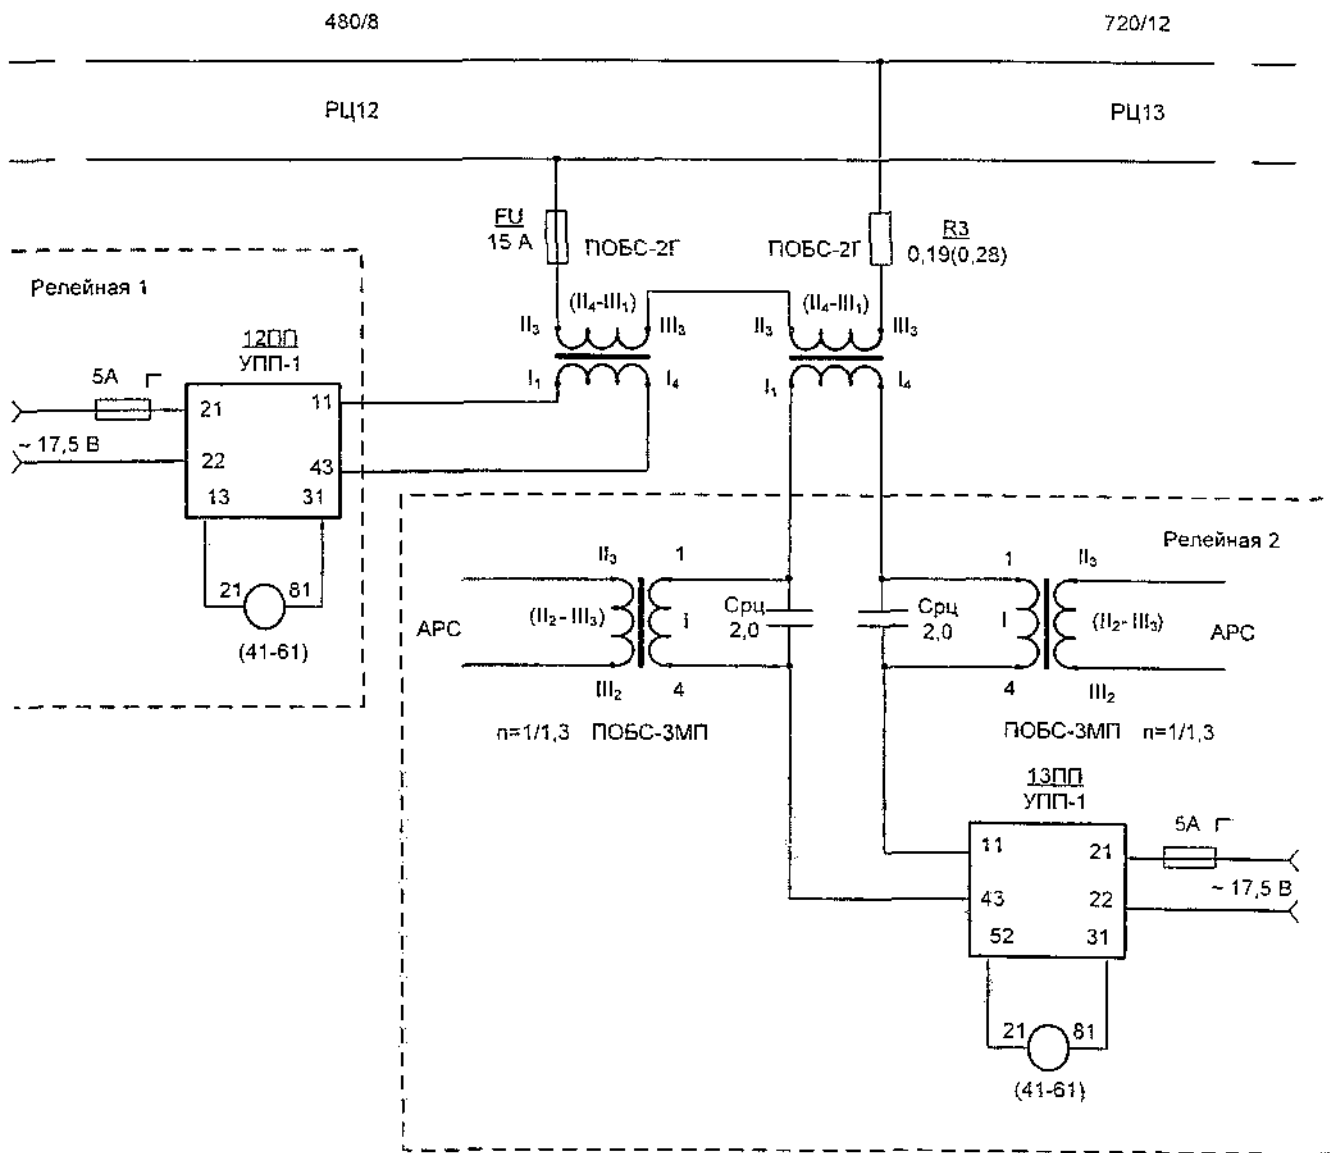 480/8
720/12
РЦ12
РЦ13
FU
15 А
ПОБС-2Г
ПОБС-2Г
R3
0,19(0,28)
Релейная 1
(II₄-III₁)
(II₄-III₁)
II₃
III₃
II₃
III₃
12ПП
УПП-1
5А
I₁
I₄
I₁
I₄
21
11
~ 17,5 В
22
43
13
31
Релейная 2
21
81
(41-61)
II₃
1
1
II₃
АРС
(II₂- III₃)
I
Срц
2,0
Срц
2,0
I
(II₂- III₃)
АРС
III₂
4
4
III₂
n=1/1,3 ПОБС-3МП
ПОБС-3МП n=1/1,3
13ПП
УПП-1
5А
11
21
~ 17,5 В
43
22
52
31
21
81
(41-61)